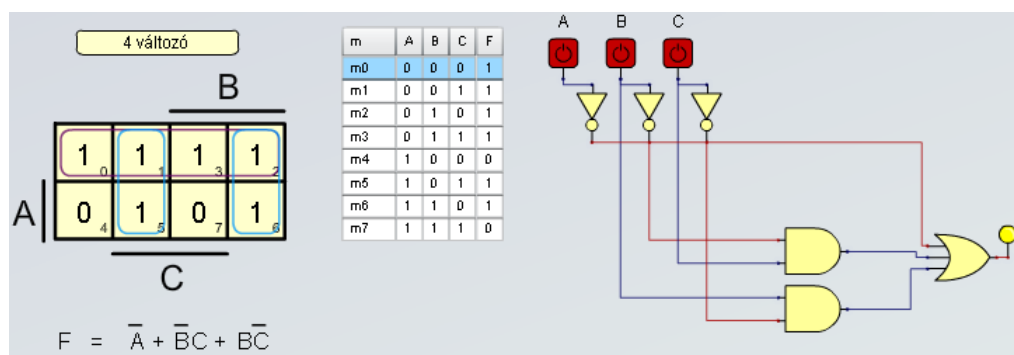 4 változó
B
1 0 1 1 1 3 1 2
A
0 4 1 5 0 7 1 6
C
F = A̅ + B̅C + BC̅
m A B C F
m0 0 0 0 1
m1 0 0 1 1
m2 0 1 0 1
m3 0 1 1 1
m4 1 0 0 0
m5 1 0 1 1
m6 1 1 0 1
m7 1 1 1 0
A B C